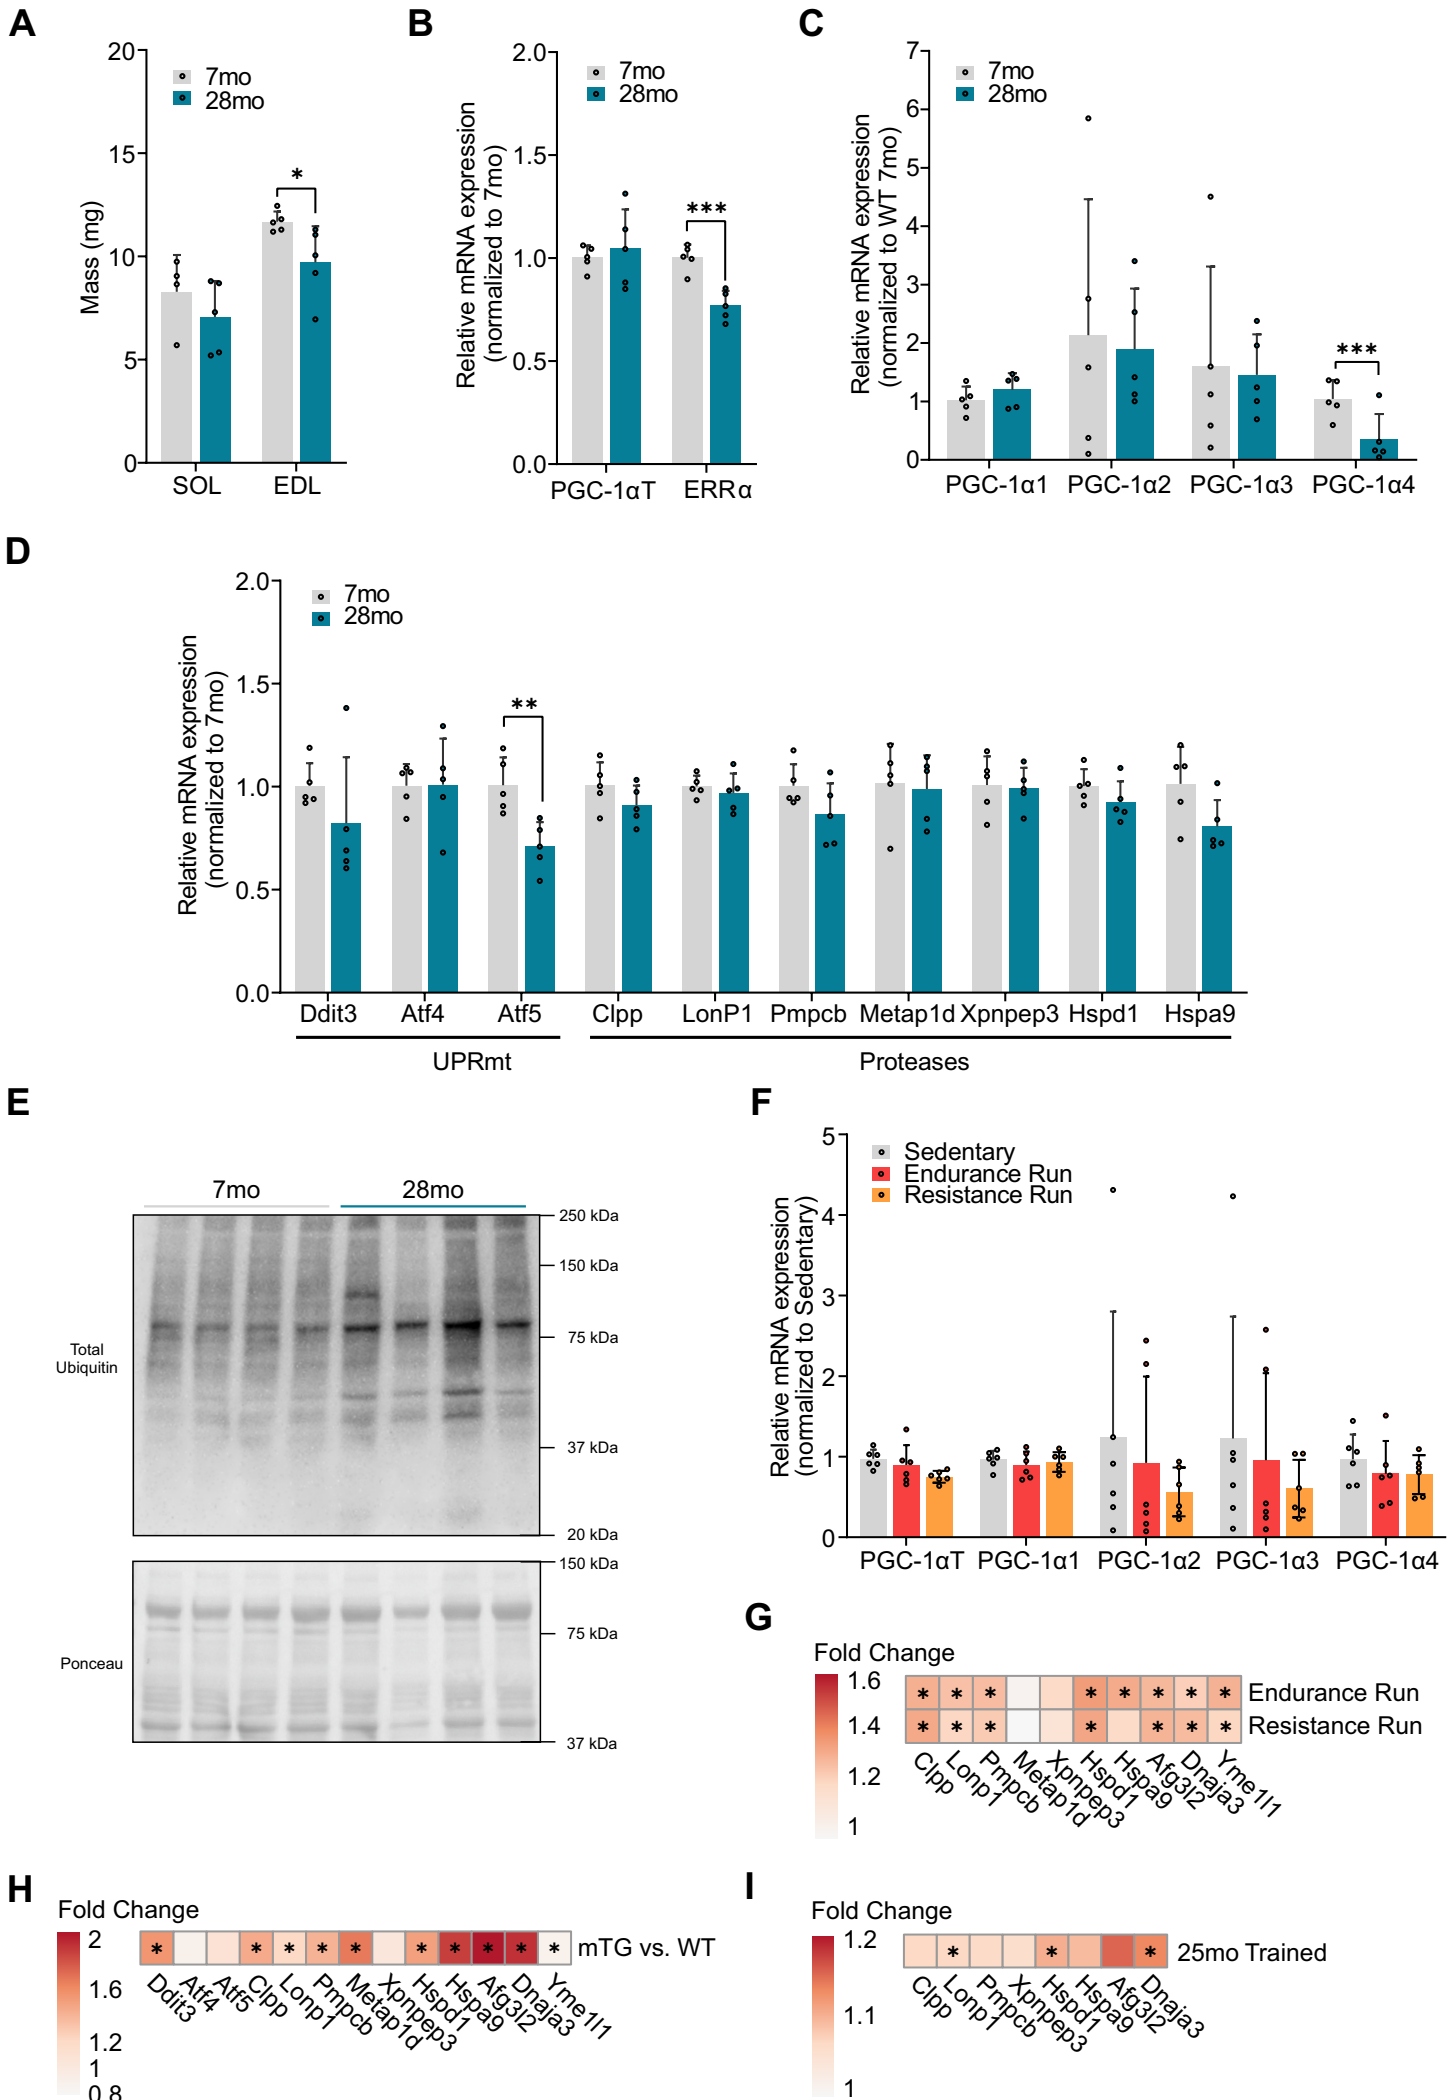 A
20
15
10
5
0
Mass (mg)
7mo
28mo
*
SOL
EDL
B
2.0
1.5
1.0
0.5
0.0
Relative mRNA expression
(normalized to 7mo)
7mo
28mo
***
PGC-1αT
ERRα
C
7
6
5
4
3
2
1
0
Relative mRNA expression
(normalized to WT 7mo)
7mo
28mo
***
PGC-1α1
PGC-1α2
PGC-1α3
PGC-1α4
D
2.0
1.5
1.0
0.5
0.0
Relative mRNA expression
(normalized to 7mo)
7mo
28mo
**
Ddit3
Atf4
Atf5
Clpp
LonP1
Pmpcb
Metap1d
Xpnpep3
Hspd1
Hspa9
UPRmt
Proteases
E
7mo
28mo
250 kDa
150 kDa
75 kDa
37 kDa
20 kDa
Total
Ubiquitin
150 kDa
75 kDa
37 kDa
Ponceau
F
5
4
3
2
1
0
Relative mRNA expression
(normalized to Sedentary)
Sedentary
Endurance Run
Resistance Run
PGC-1αT
PGC-1α1
PGC-1α2
PGC-1α3
PGC-1α4
G
Fold Change
1.6
1.4
1.2
1
* * * * * * * * Endurance Run
* * * * * * * Resistance Run
Clpp
Lonp1
Pmpcb
Metap1d
Xpnpep3
Hspd1
Hspa9
Afg3l2
Dnaja3
Yme1l1
H
Fold Change
2
1.6
1.2
1
0.8
* * * * * * * * * * mTG vs. WT
Ddit3
Atf4
Atf5
Clpp
Lonp1
Pmpcb
Metap1d
Xpnpep3
Hspd1
Hspa9
Afg3l2
Dnaja3
Yme1l1
I
Fold Change
1.2
1.1
1
* * * 25mo Trained
Clpp
Lonp1
Pmpcb
Xpnpep3
Hspd1
Hspa9
Afg3l2
Dnaja3